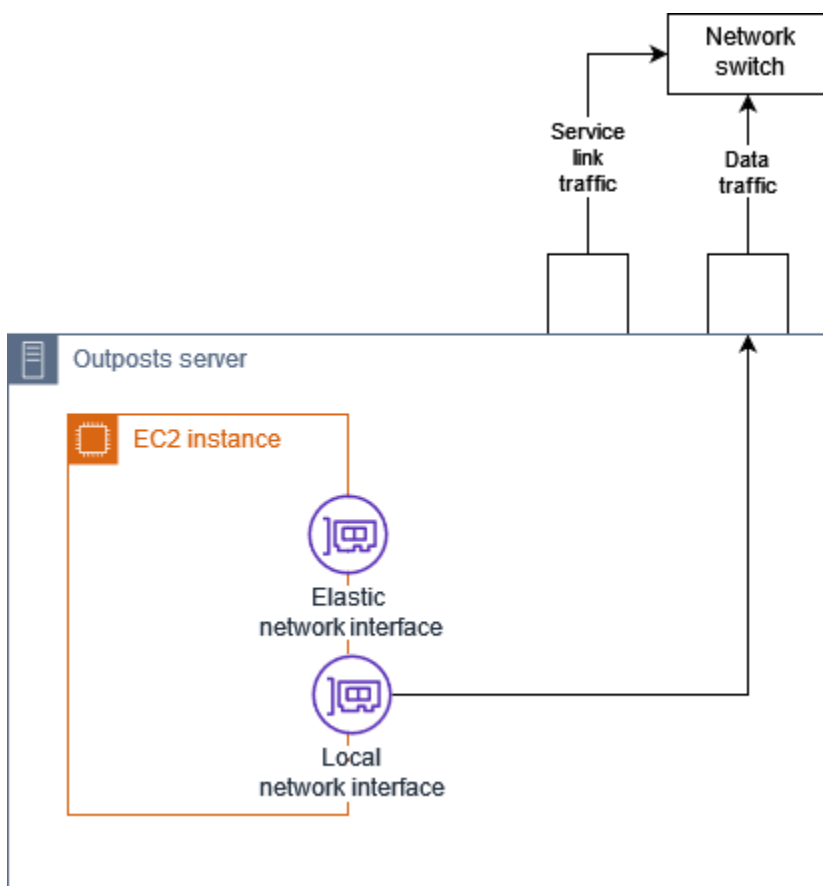 Network
switch
Service
link
traffic
Data
traffic
Outposts server
EC2 instance
Elastic
network interface
Local
network interface